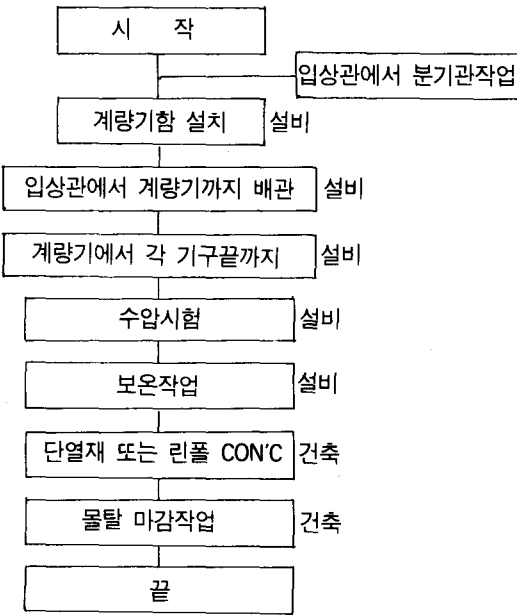 시 작
입상관에서 분기관작업
계량기함 설치 설비
입상관에서 계량기까지 배관 설비
계량기에서 각 기구끝까지 설비
수압시험 설비
보온작업 설비
단열재 또는 린폴 CON'C 건축
몰탈 마감작업 건축
끝